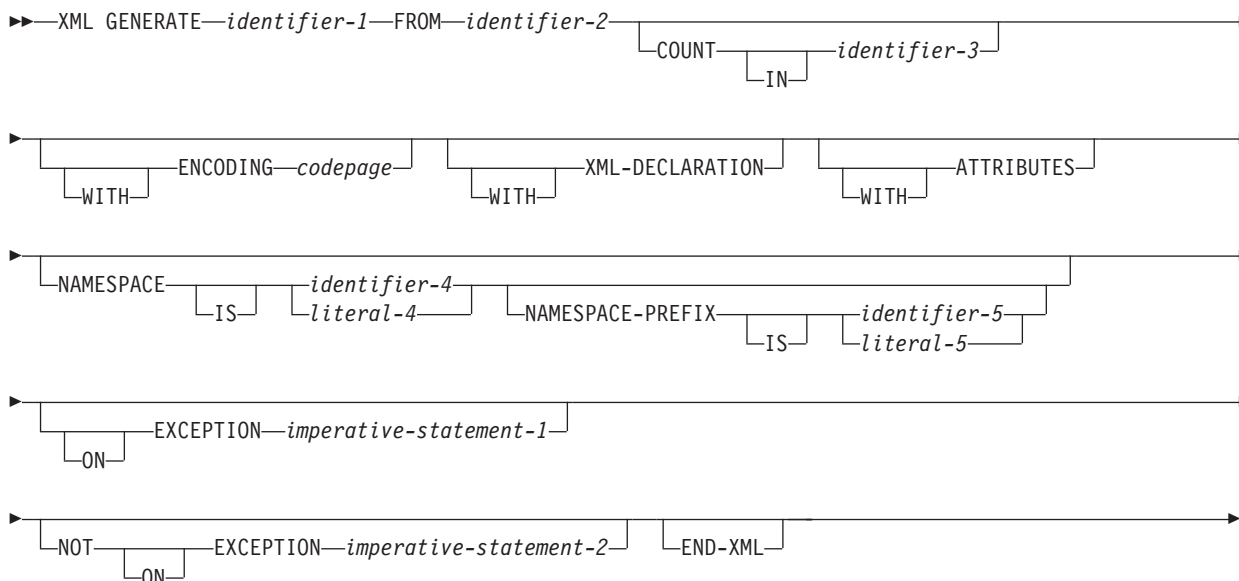 XML GENERATE identifier-1 FROM identifier-2
COUNT identifier-3
IN
ENCODING codepage XML-DECLARATION ATTRIBUTES
WITH WITH WITH
NAMESPACE identifier-4
IS literal-4 NAMESPACE-PREFIX identifier-5
IS literal-5
EXCEPTION imperative-statement-1
ON
NOT EXCEPTION imperative-statement-2 END-XML
ON